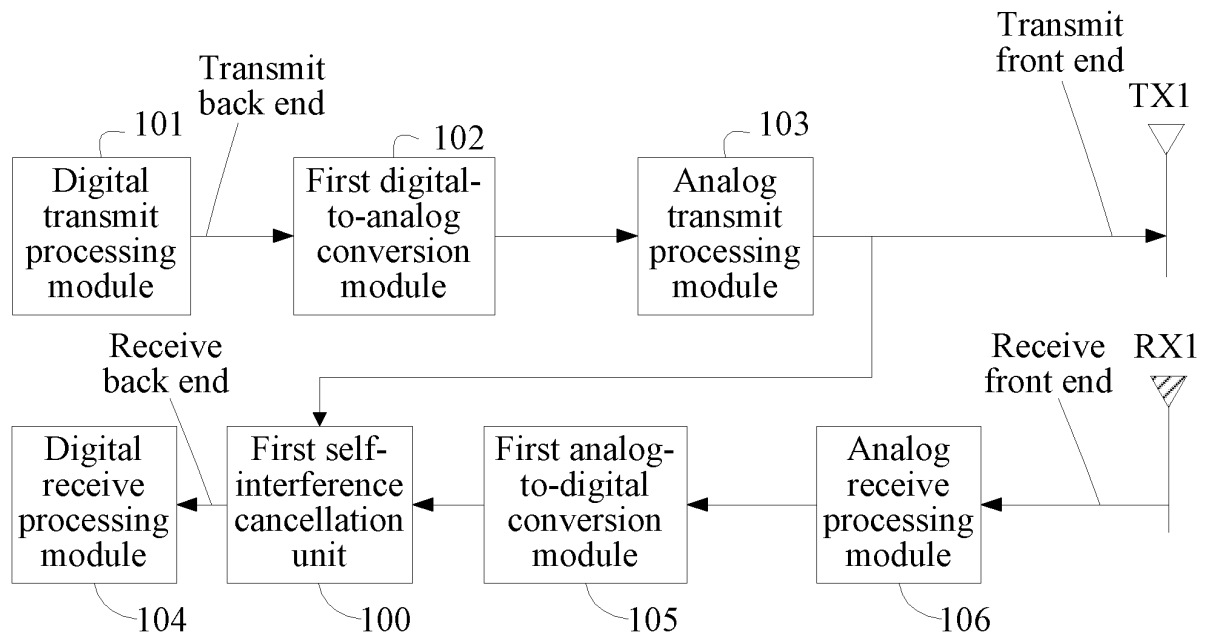 Transmit
back end
Transmit
front end
TX1
101
102
103
Digital
transmit
processing
module
First digital-
to-analog
conversion
module
Analog
transmit
processing
module
Receive
back end
Receive
front end
RX1
Digital
receive
processing
module
First self-
interference
cancellation
unit
First analog-
to-digital
conversion
module
Analog
receive
processing
module
104
100
105
106